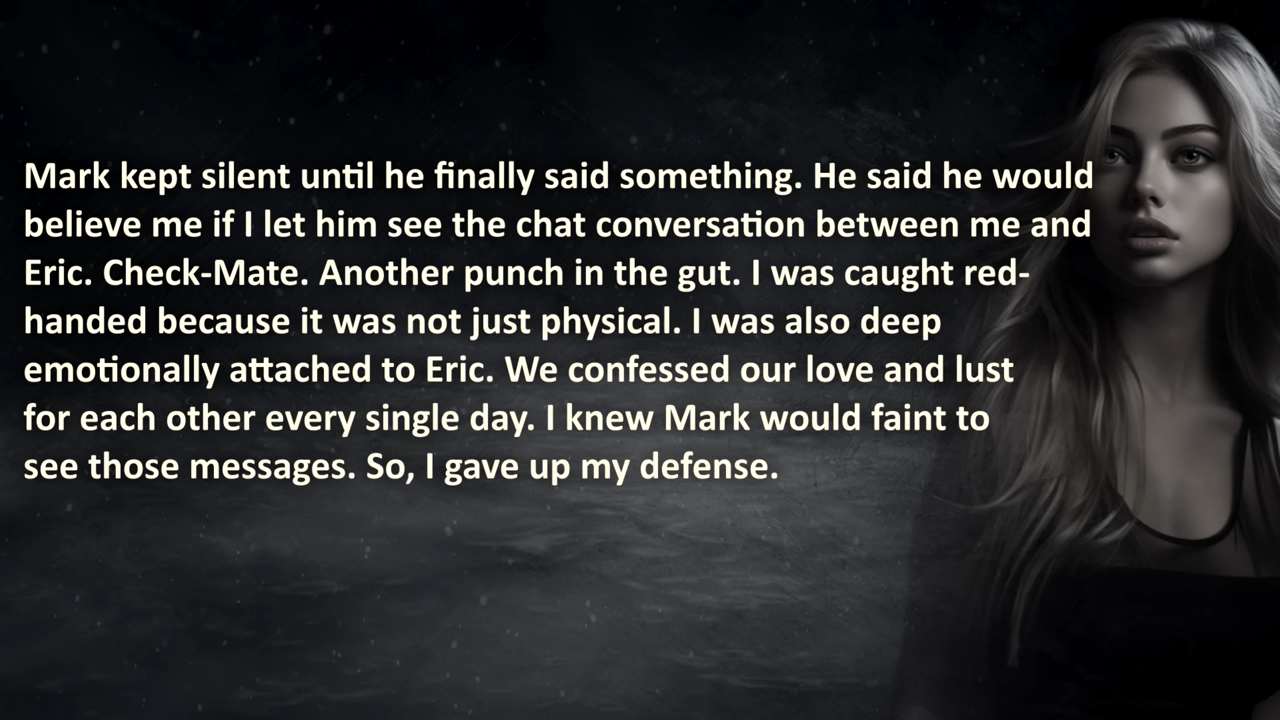 Mark kept silent until he finally said something. He said he would
believe me if I let him see the chat conversation between me and
Eric. Check-Mate. Another punch in the gut. I was caught red-
handed because it was not just physical. I was also deep
emotionally attached to Eric. We confessed our love and lust
for each other every single day. I knew Mark would faint to
see those messages. So, I gave up my defense.